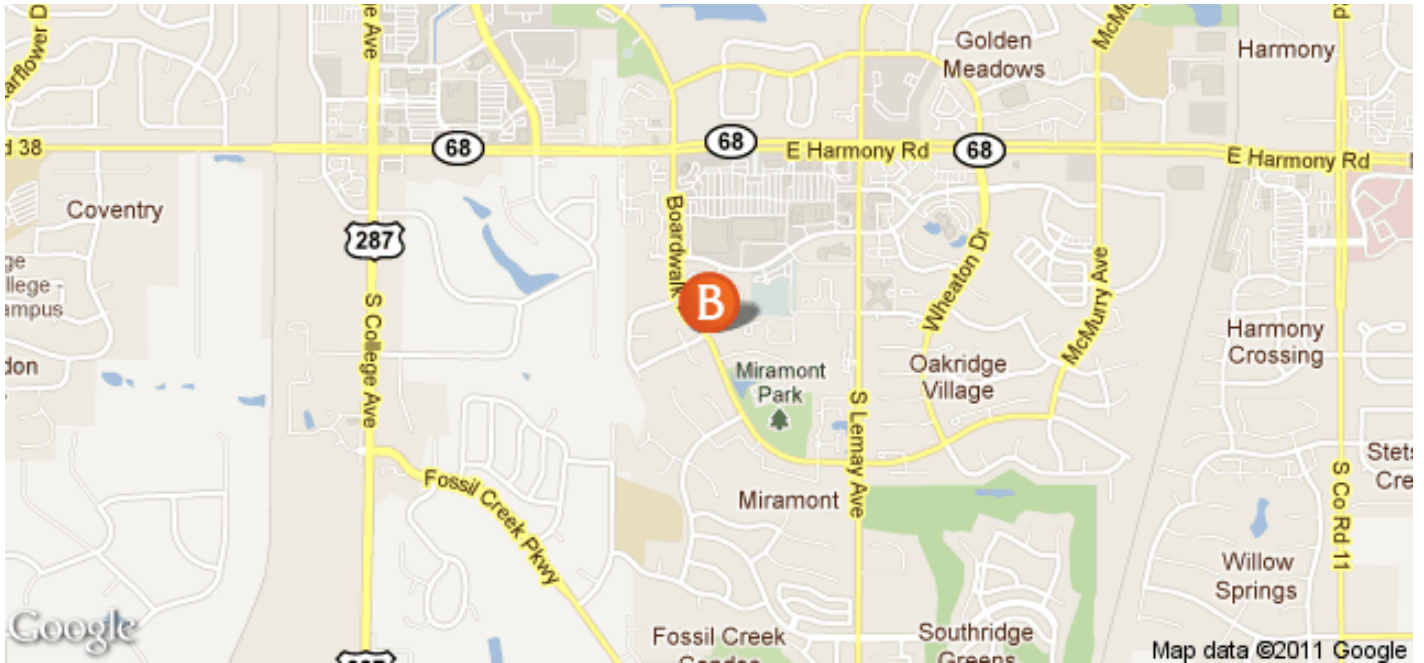 Golden
Meadows
Harmony
d 38
68
68
E Harmony Rd
68
E Harmony Rd
Coventry
Boardwalk
287
Wheaton Dr
S College Ave
B
McMurry Ave
Harmony
Crossing
Miramont
Park
Oakridge
Village
S Lemay Ave
Fossil Creek Pkwy
Miramont
S Co Rd 11
Willow
Springs
Google
Fossil Creek
Southridge
Greens
Map data ©2011 Google